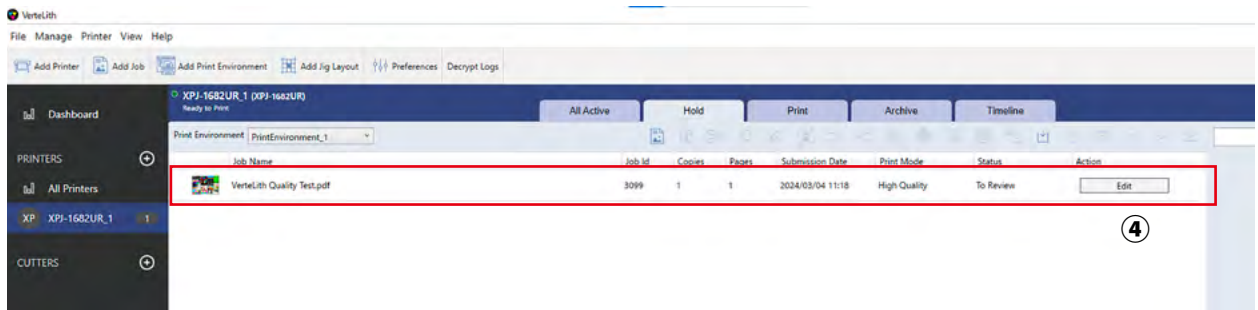 VerteLith
File Manage Printer View Help
Add Printer Add Job Add Print Environment Add Jig Layout Preferences Decrypt Logs
Dashboard
XPJ-1682UR_1 (XPJ-1682UR)
Ready to Print
All Active Hold Print Archive Timeline
Print Environment PrintEnvironment_1
PRINTERS
Job Name Job Id Copies Pages Submission Date Print Mode Status Action
All Printers
VerteLith Quality Test.pdf 3099 1 1 2024/03/04 11:18 High Quality To Review Edit
XP XPJ-1682UR_1 1
④
CUTTERS